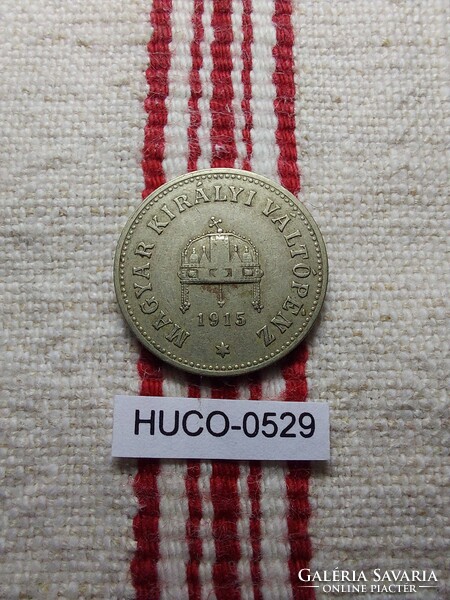 MAGYAR KIRÁLYI VÁLTÓPÉNZ
1915
HUCO-0529
GALÉRIA SAVARIA
ONLINE PIACTÉR